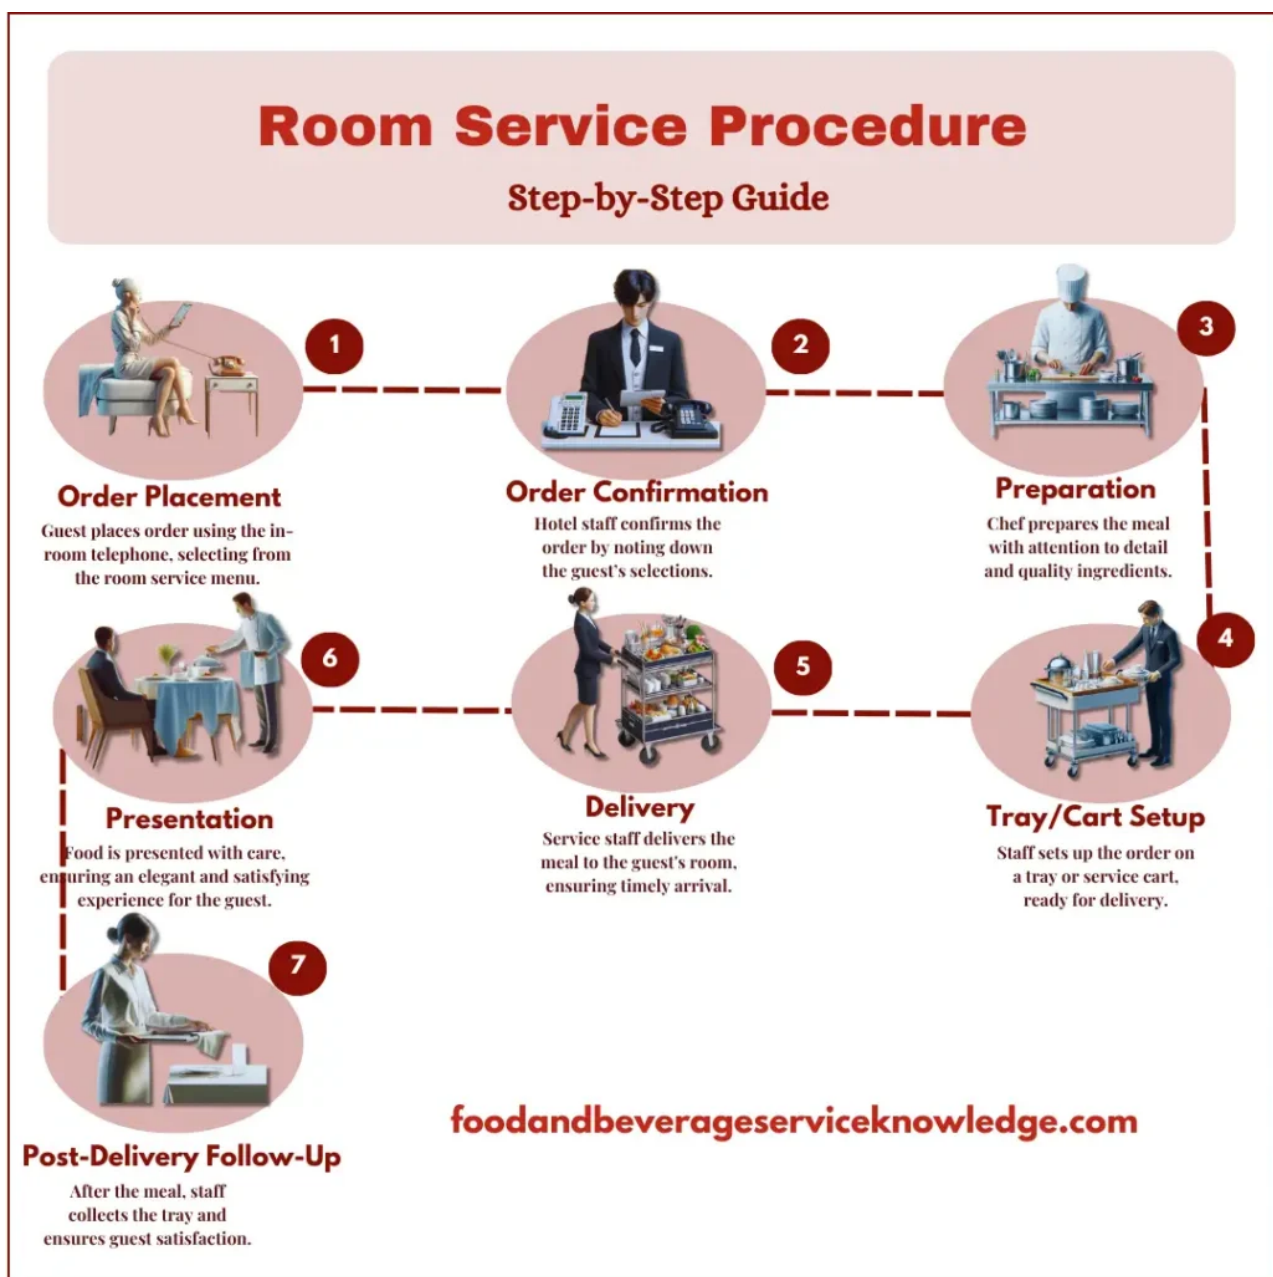 Room Service Procedure
Step-by-Step Guide
1
Order Placement
Guest places order using the in-
room telephone, selecting from
the room service menu.
2
Order Confirmation
Hotel staff confirms the
order by noting down
the guest's selections.
3
Preparation
Chef prepares the meal
with attention to detail
and quality ingredients.
4
Tray/Cart Setup
Staff sets up the order on
a tray or service cart,
ready for delivery.
5
Delivery
Service staff delivers the
meal to the guest's room,
ensuring timely arrival.
6
Presentation
Food is presented with care,
ensuring an elegant and satisfying
experience for the guest.
7
Post-Delivery Follow-Up
After the meal, staff
collects the tray and
ensures guest satisfaction.
foodandbeverageserviceknowledge.com